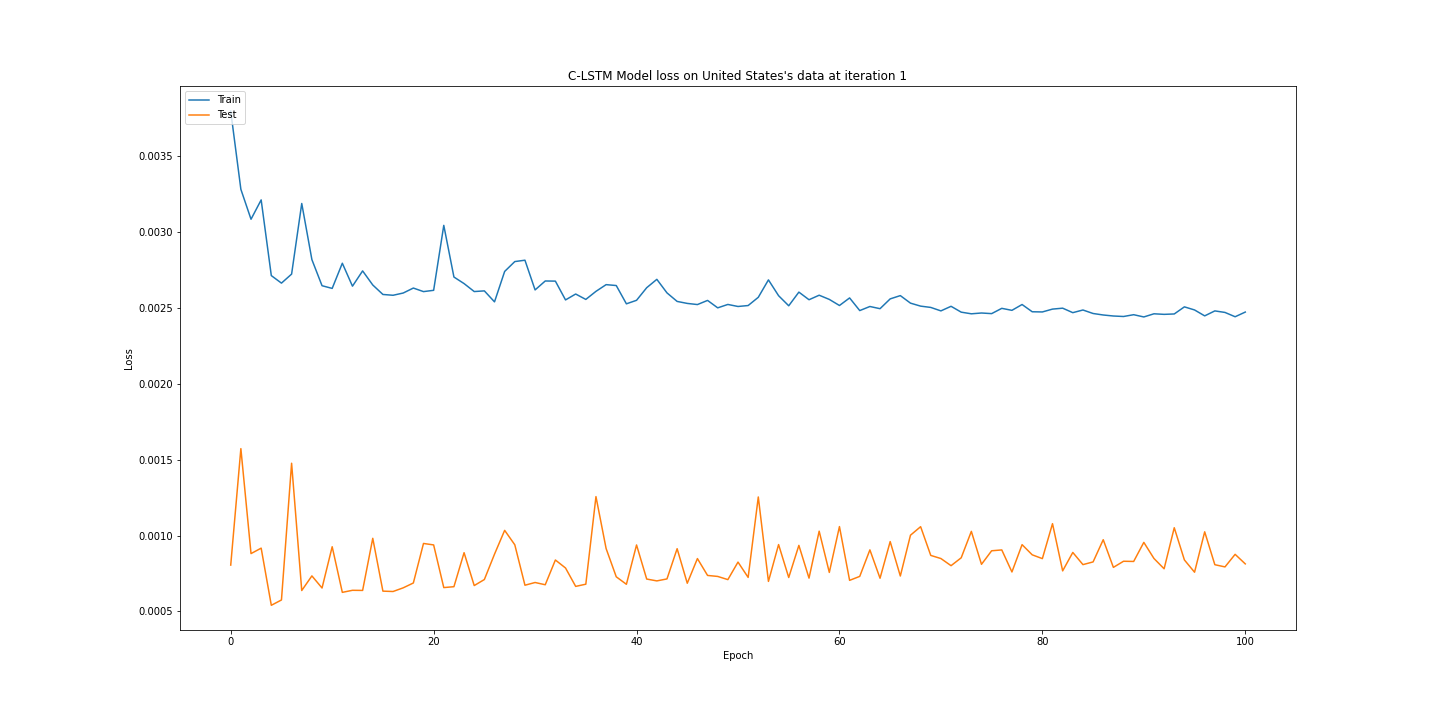 C-LSTM Model loss on United States's data at iteration 1
Train
Test
0.0035
0.0030
0.0025
0.0020
0.0015
0.0010
0.0005
Loss
0 20 40 60 80 100
Epoch